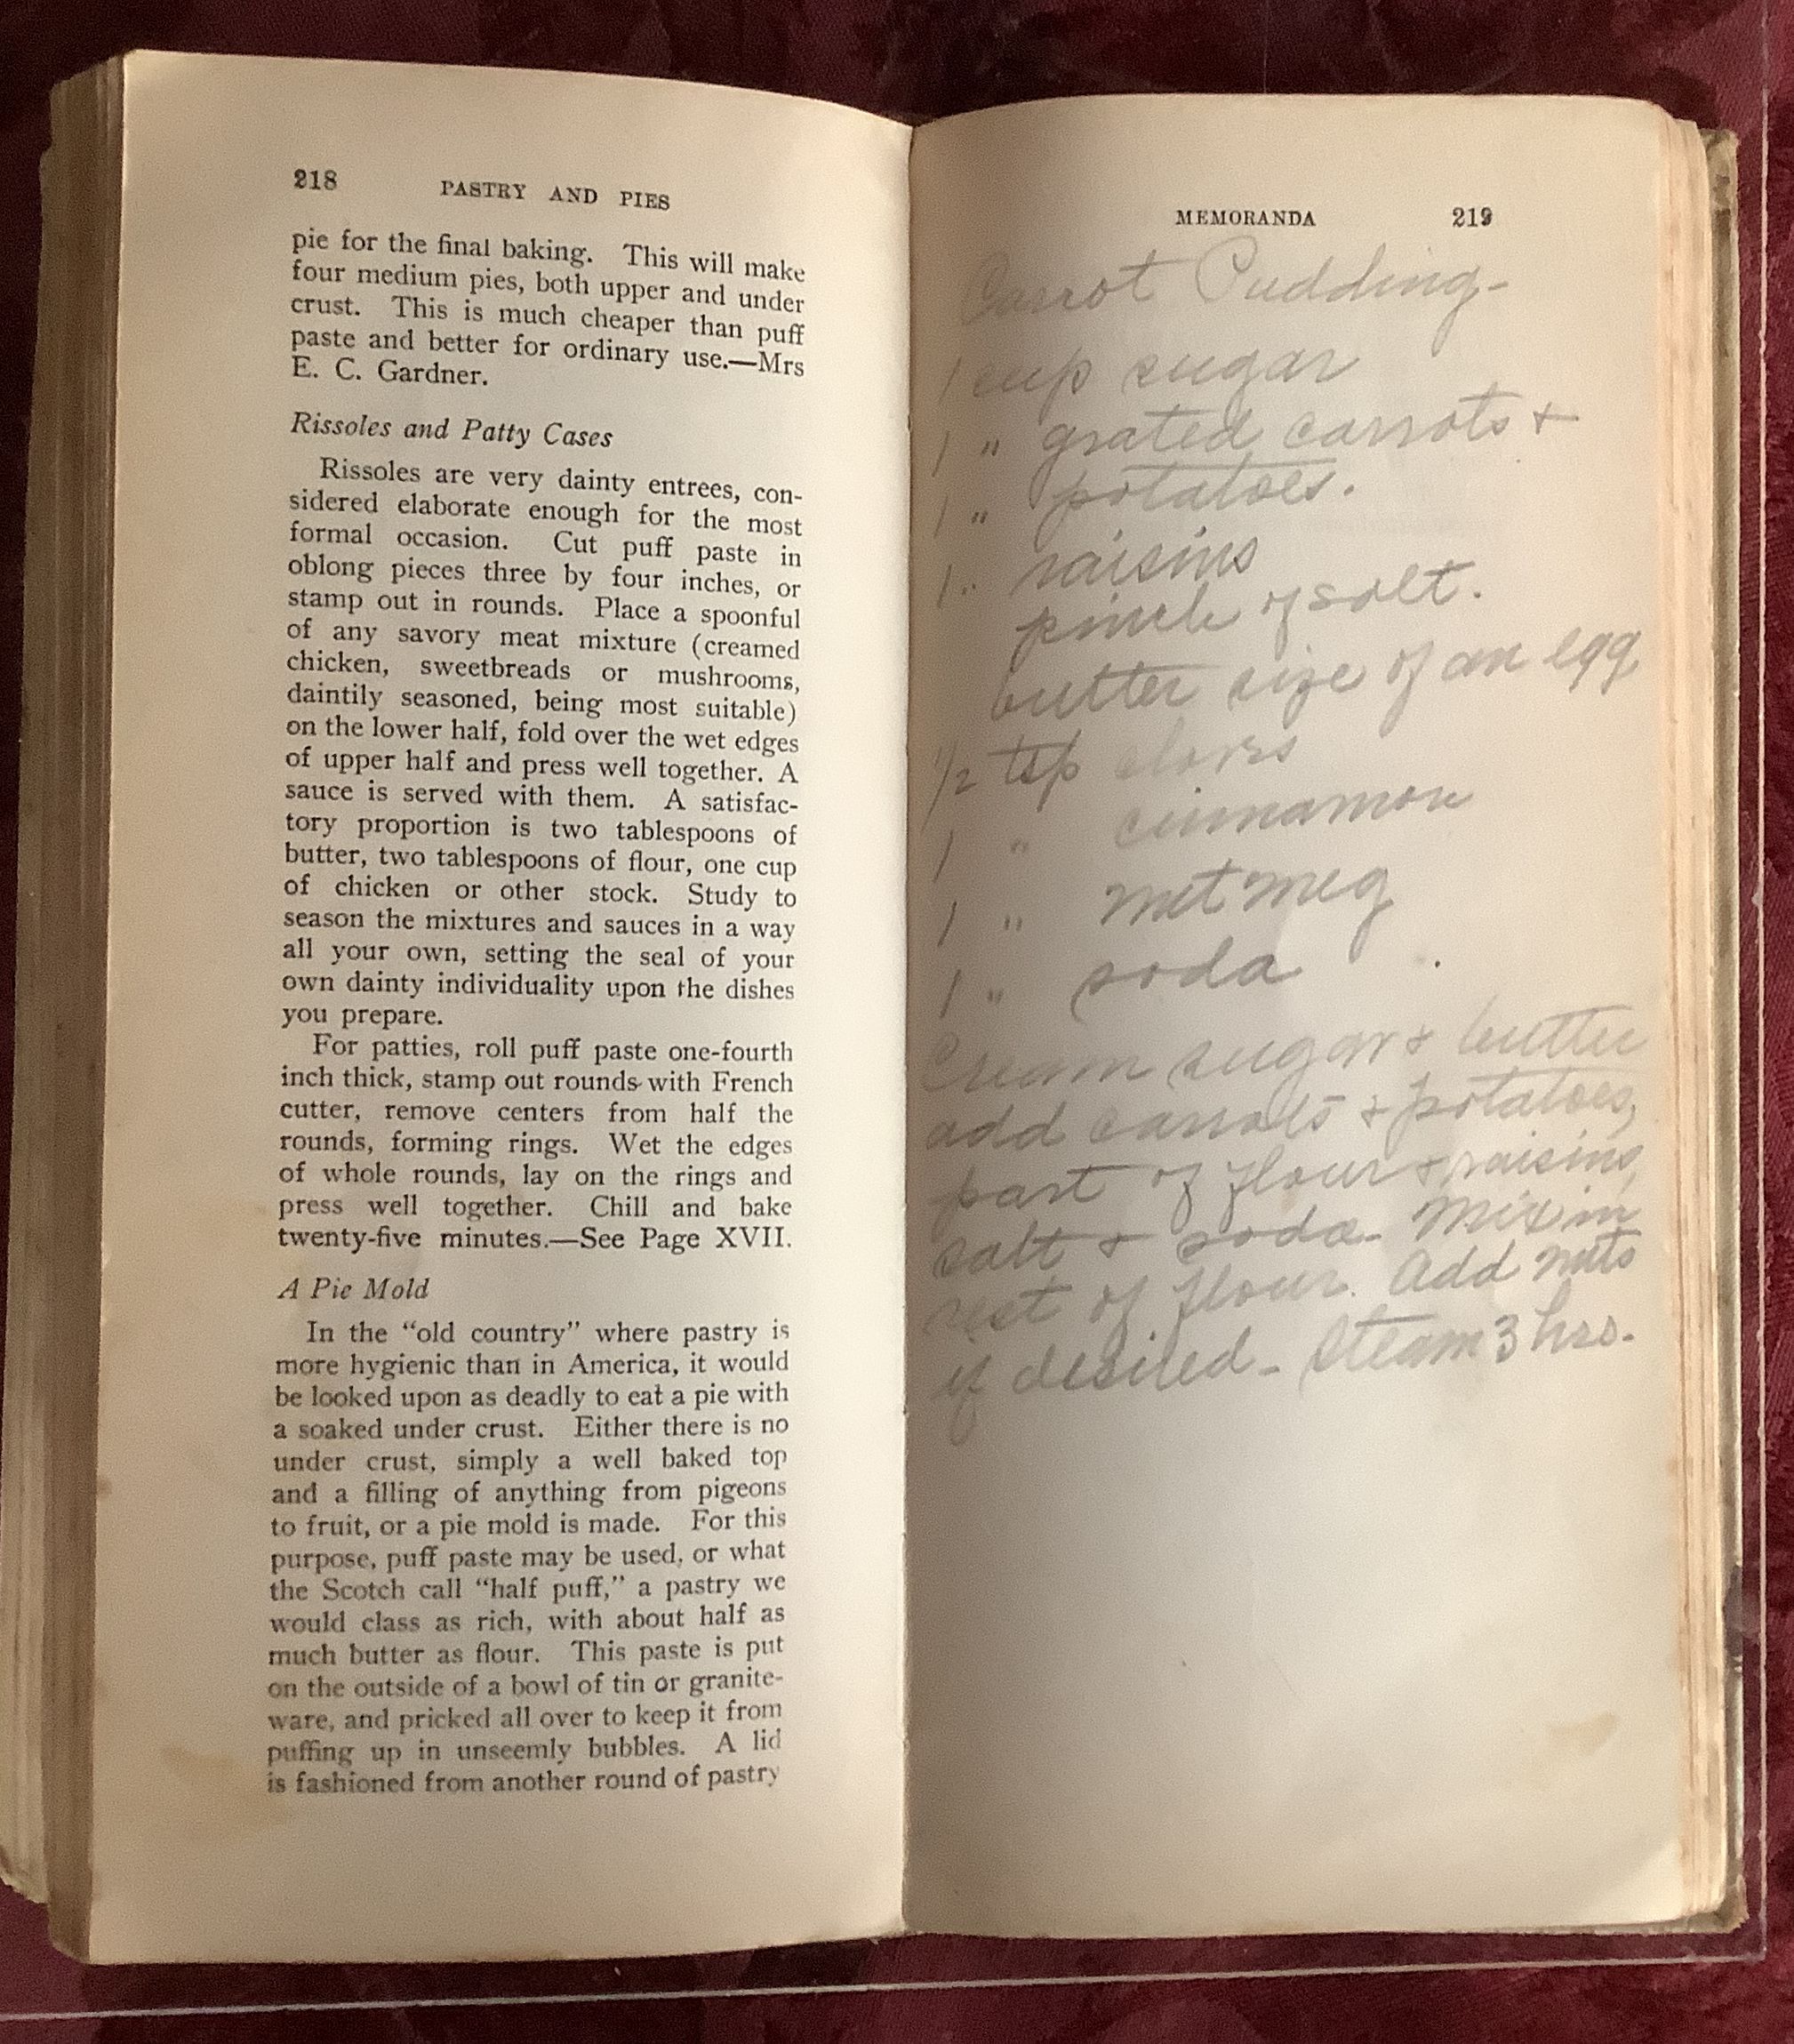 218 PASTRY AND PIES
pie for the final baking. This will make
four medium pies, both upper and under
crust. This is much cheaper than puff
paste and better for ordinary use.—Mrs
E. C. Gardner.
Rissoles and Patty Cases
Rissoles are very dainty entrees, con-
sidered elaborate enough for the most
formal occasion. Cut puff paste in
oblong pieces three by four inches, or
stamp out in rounds. Place a spoonful
of any savory meat mixture (creamed
chicken, sweetbreads or mushrooms,
daintily seasoned, being most suitable)
on the lower half, fold over the wet edges
of upper half and press well together. A
sauce is served with them. A satisfac-
tory proportion is two tablespoons of
butter, two tablespoons of flour, one cup
of chicken or other stock. Study to
season the mixtures and sauces in a way
all your own, setting the seal of your
own dainty individuality upon the dishes
you prepare.
For patties, roll puff paste one-fourth
inch thick, stamp out rounds with French
cutter, remove centers from half the
rounds, forming rings. Wet the edges
of whole rounds, lay on the rings and
press well together. Chill and bake
twenty-five minutes.—See Page XVII.
A Pie Mold
In the "old country" where pastry is
more hygienic than in America, it would
be looked upon as deadly to eat a pie with
a soaked under crust. Either there is no
under crust, simply a well baked top
and a filling of anything from pigeons
to fruit, or a pie mold is made. For this
purpose, puff paste may be used, or what
the Scotch call "half puff," a pastry we
would class as rich, with about half as
much butter as flour. This paste is put
on the outside of a bowl of tin or granite-
ware, and pricked all over to keep it from
puffing up in unseemly bubbles. A lid
is fashioned from another round of pastry
MEMORANDA 219
Carrot Pudding-
1 cup sugar
1 " grated carrots +
1 " potatoes.
1 " raisins
pinch of salt.
butter size of an egg
1/2 tsp cloves
1 " cinnamon
1 " nutmeg
1 " soda
Cream sugar + butter
add carrots + potatoes,
part of flour + raisins,
salt + soda- Mix in
rest of flour. Add nuts
if desired- Steam 3 hrs.